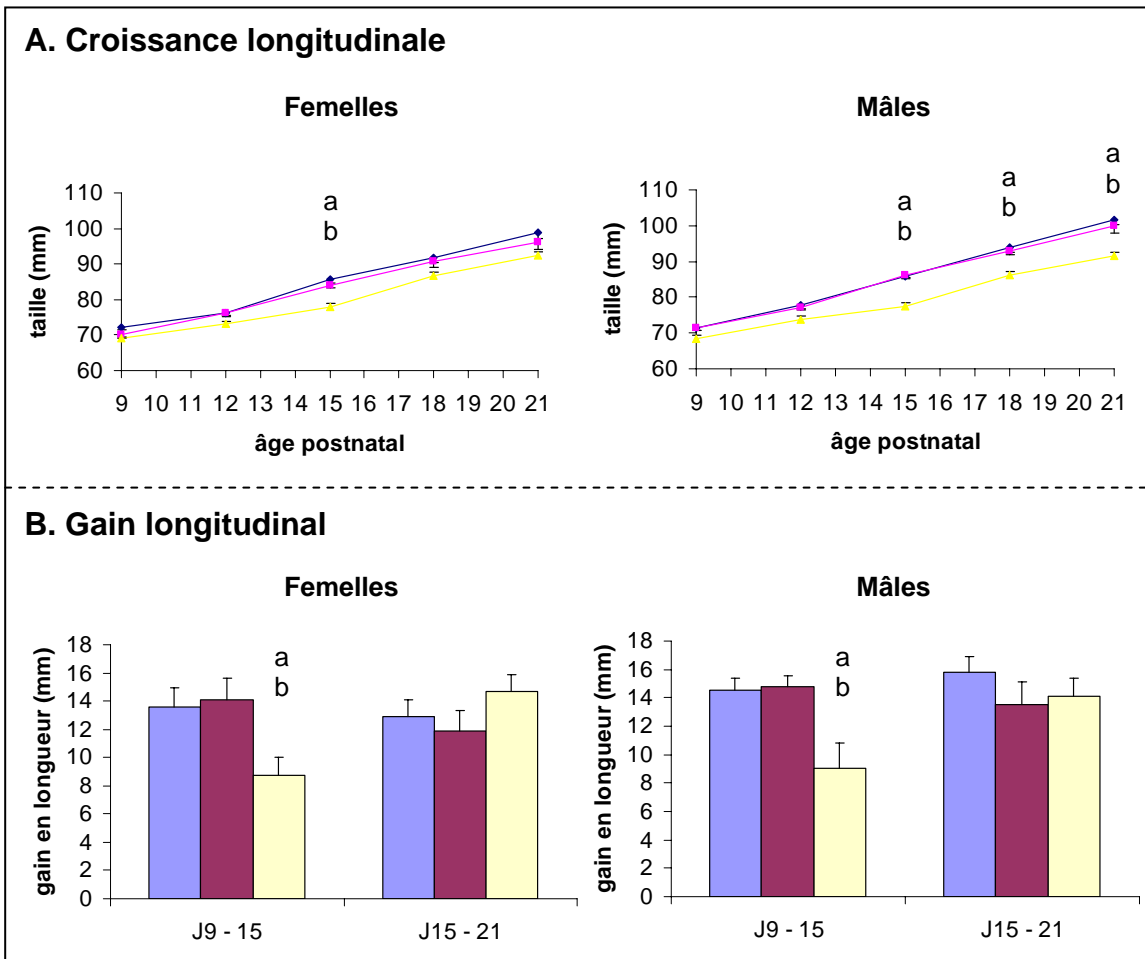 A. Croissance longitudinale
Femelles
taille (mm)
110
100
90
80
70
60
a
b
9 10 11 12 13 14 15 16 17 18 19 20 21
âge postnatal
Mâles
taille (mm)
110
100
90
80
70
60
a
b
a
b
a
b
9 10 11 12 13 14 15 16 17 18 19 20 21
âge postnatal
B. Gain longitudinal
Femelles
gain en longueur (mm)
18
16
14
12
10
8
6
4
2
0
a
b
J9 - 15 J15 - 21
Mâles
gain en longueur (mm)
18
16
14
12
10
8
6
4
2
0
a
b
J9 - 15 J15 - 21